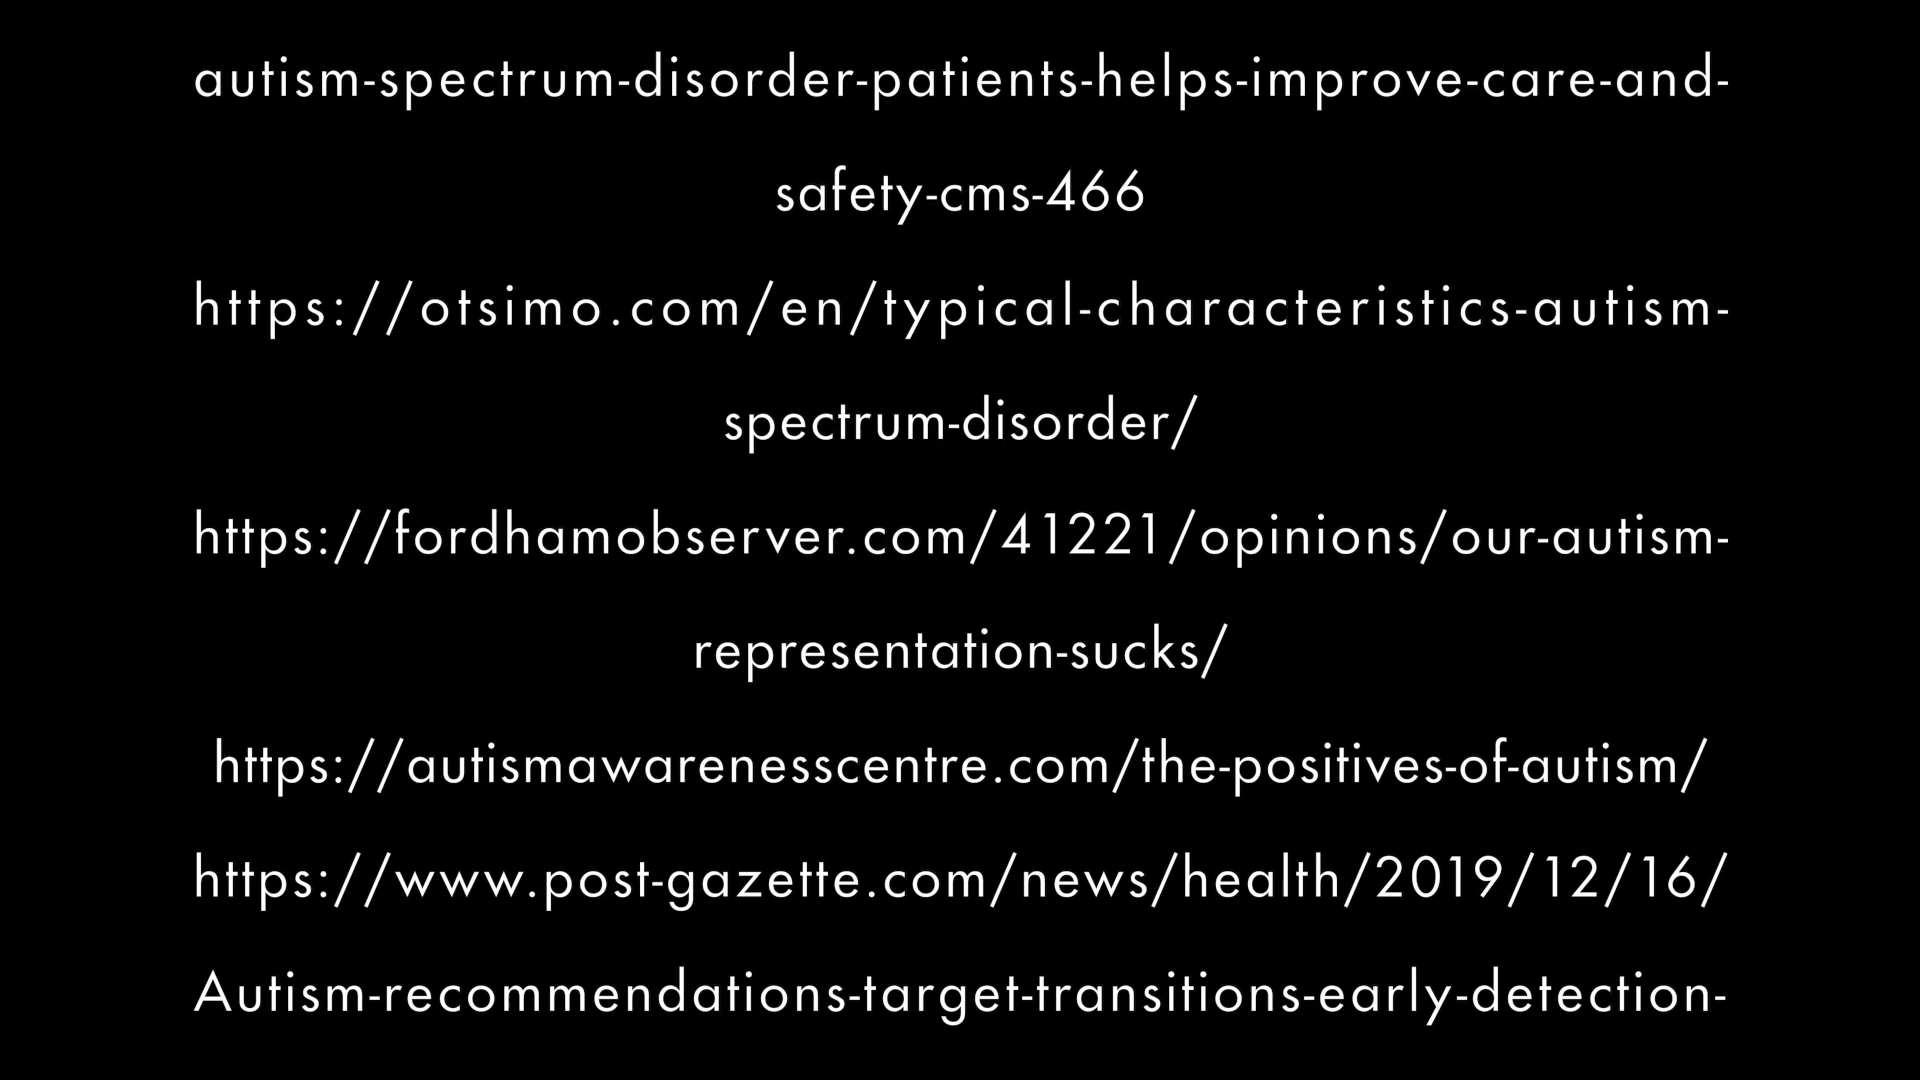 autism-spectrum-disorder-patients-helps-improve-care-and-
safety-cms-466
https://otsimo.com/en/typical-characteristics-autism-
spectrum-disorder/
https://fordhamobserver.com/41221/opinions/our-autism-
representation-sucks/
https://autismawarenesscentre.com/the-positives-of-autism/
https://www.post-gazette.com/news/health/2019/12/16/
Autism-recommendations-target-transitions-early-detection-